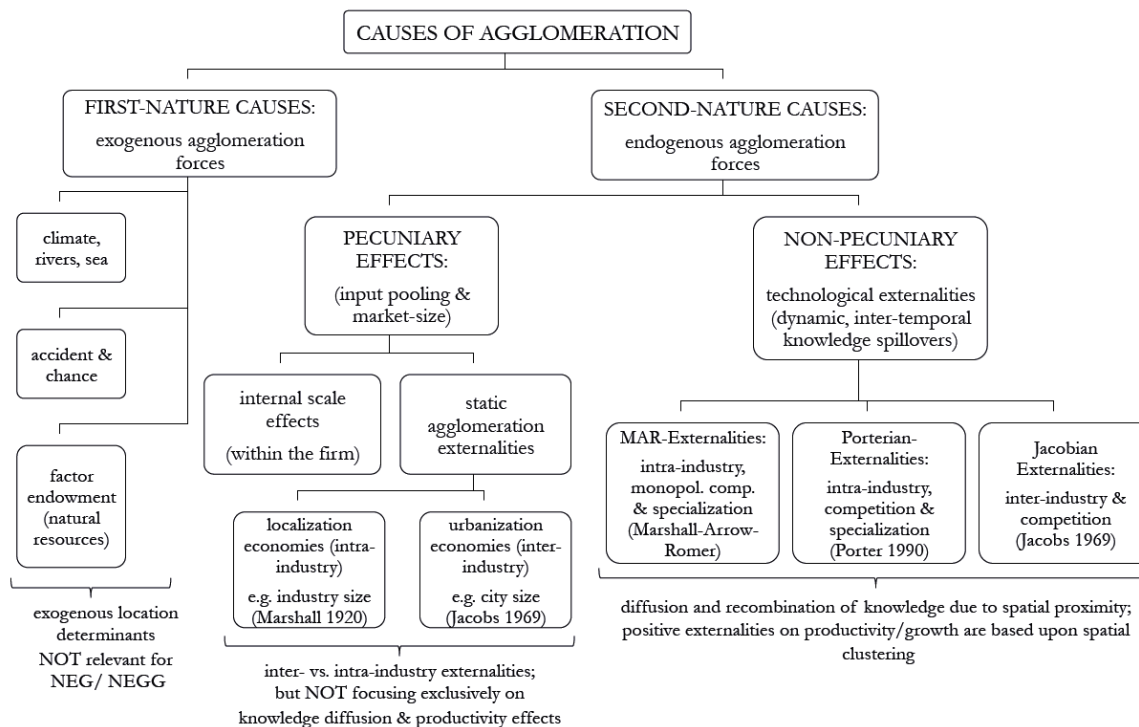 CAUSES OF AGGLOMERATION
FIRST-NATURE CAUSES:
exogenous agglomeration
forces
SECOND-NATURE CAUSES:
endogenous agglomeration
forces
climate,
rivers, sea
accident &
chance
factor
endowment
(natural
resources)
exogenous location
determinants
NOT relevant for
NEG/ NEGG
PECUNIARY
EFFECTS:
(input pooling &
market-size)
internal scale
effects
(within the firm)
static
agglomeration
externalities
localization
economies (intra-
industry)
e.g. industry size
(Marshall 1920)
urbanization
economies (inter-
industry)
e.g. city size
(Jacobs 1969)
inter- vs. intra-industry externalities;
but NOT focusing exclusively on
knowledge diffusion & productivity effects
NON-PECUNIARY
EFFECTS:
technological externalities
(dynamic, inter-temporal
knowledge spillovers)
MAR-Externalities:
intra-industry,
monopol. comp.
& specialization
(Marshall-Arrow-
Romer)
Porterian-
Externalities:
intra-industry,
competition &
specialization
(Porter 1990)
Jacobian
Externalities:
inter-industry &
competition
(Jacobs 1969)
diffusion and recombination of knowledge due to spatial proximity;
positive externalities on productivity/growth are based upon spatial
clustering